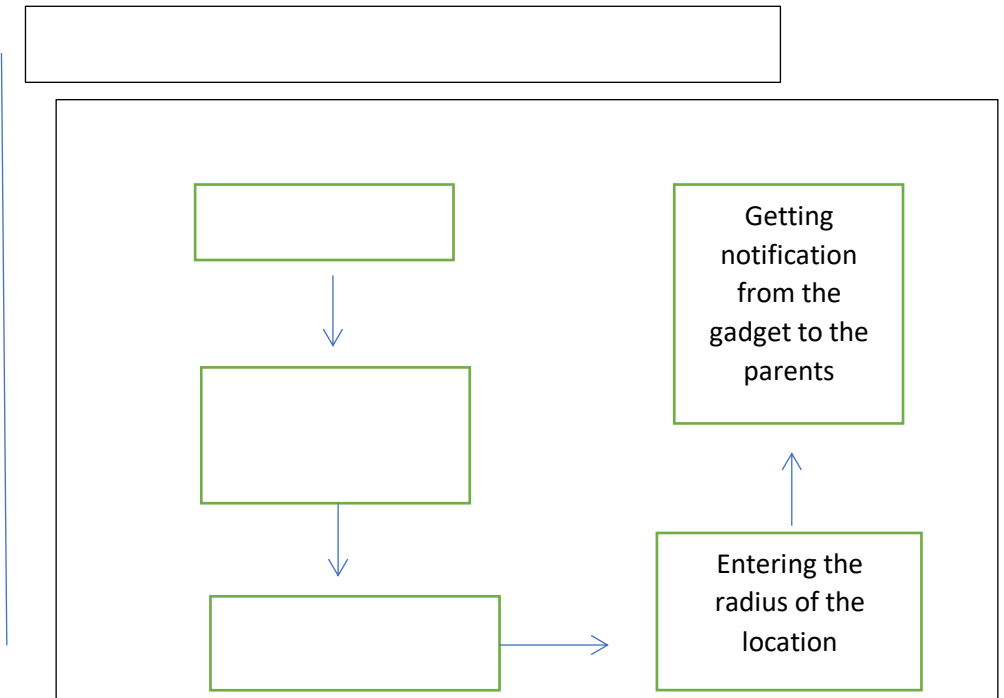 Getting
notification
from the
gadget to the
parents
Entering the
radius of the
location